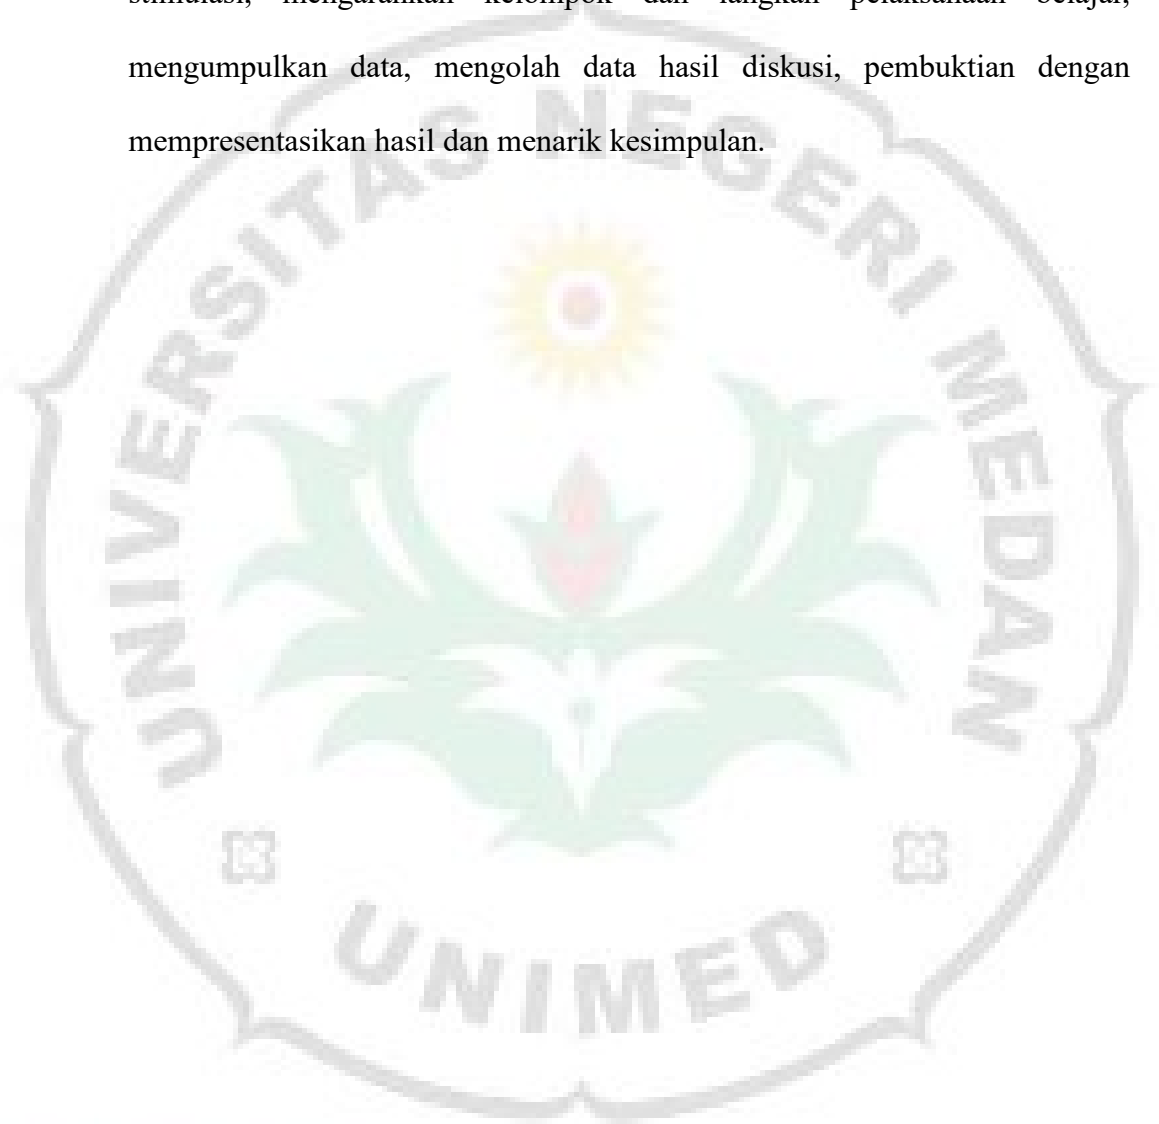 stimulasi, mengarahkan kelompok dan langkah pelaksanaan belajar,
mengumpulkan data, mengolah data hasil diskusi, pembuktian dengan
mempresentasikan hasil dan menarik kesimpulan.
UNIVERSITAS NEGERI MEDAN
UNIMED